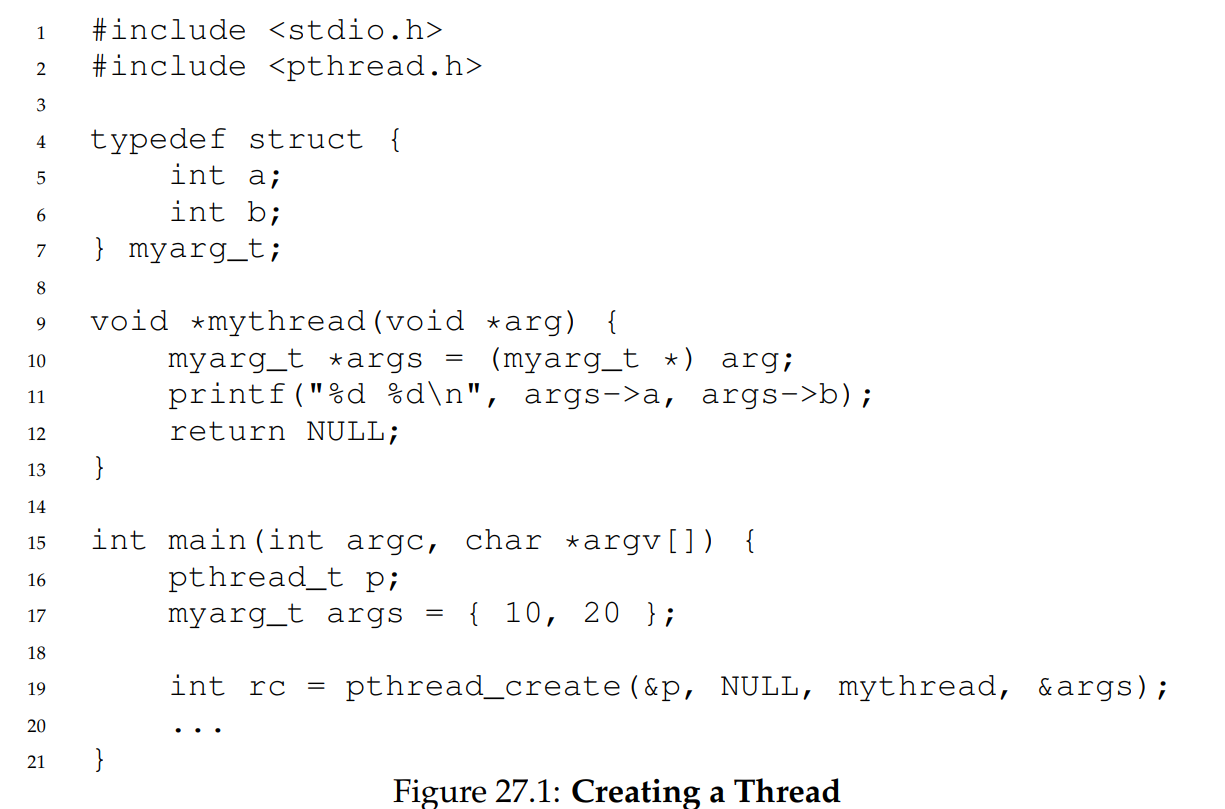 1 #include <stdio.h>
2 #include <pthread.h>
3
4 typedef struct {
5     int a;
6     int b;
7 } myarg_t;
8
9 void *mythread(void *arg) {
10     myarg_t *args = (myarg_t *) arg;
11     printf("%d %d\n", args->a, args->b);
12     return NULL;
13 }
14
15 int main(int argc, char *argv[]) {
16     pthread_t p;
17     myarg_t args = { 10, 20 };
18
19     int rc = pthread_create(&p, NULL, mythread, &args);
20     ...
21 }
Figure 27.1: Creating a Thread